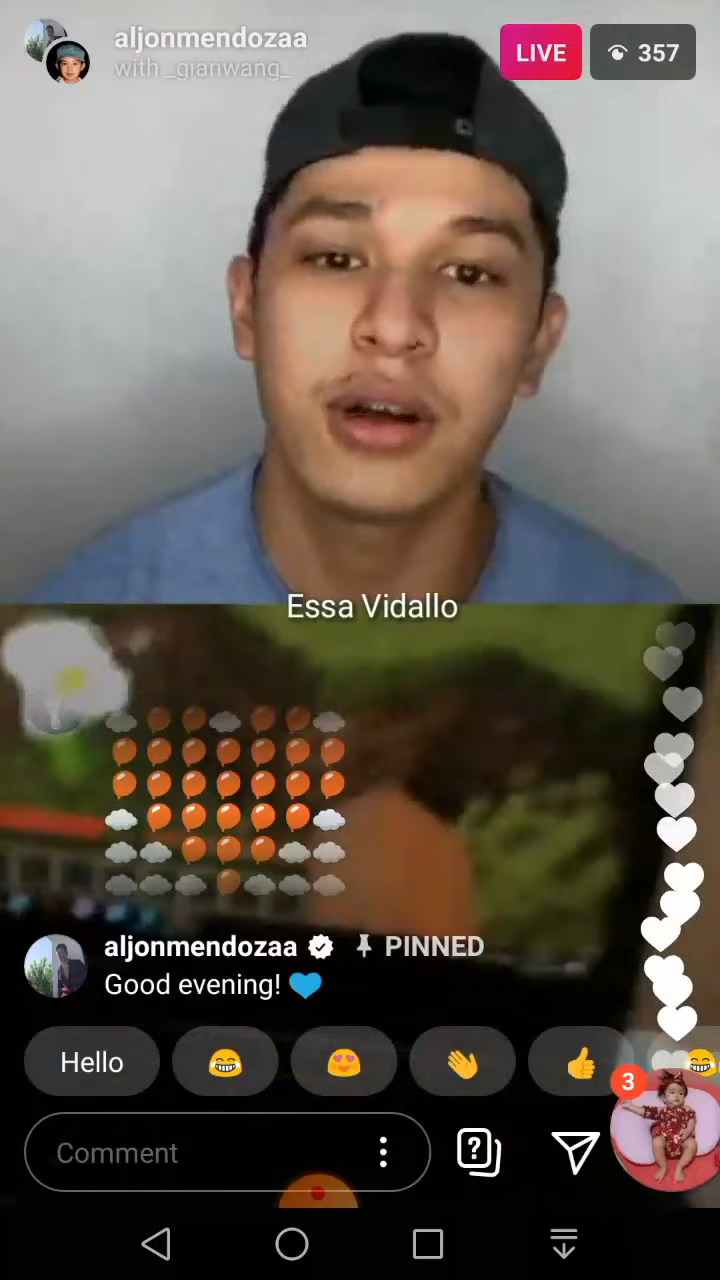 aljonmendozaa
with _gianwang_
LIVE
357
Essa Vidallo
aljonmendozaa PINNED
Good evening! 💙
Hello
3
Comment